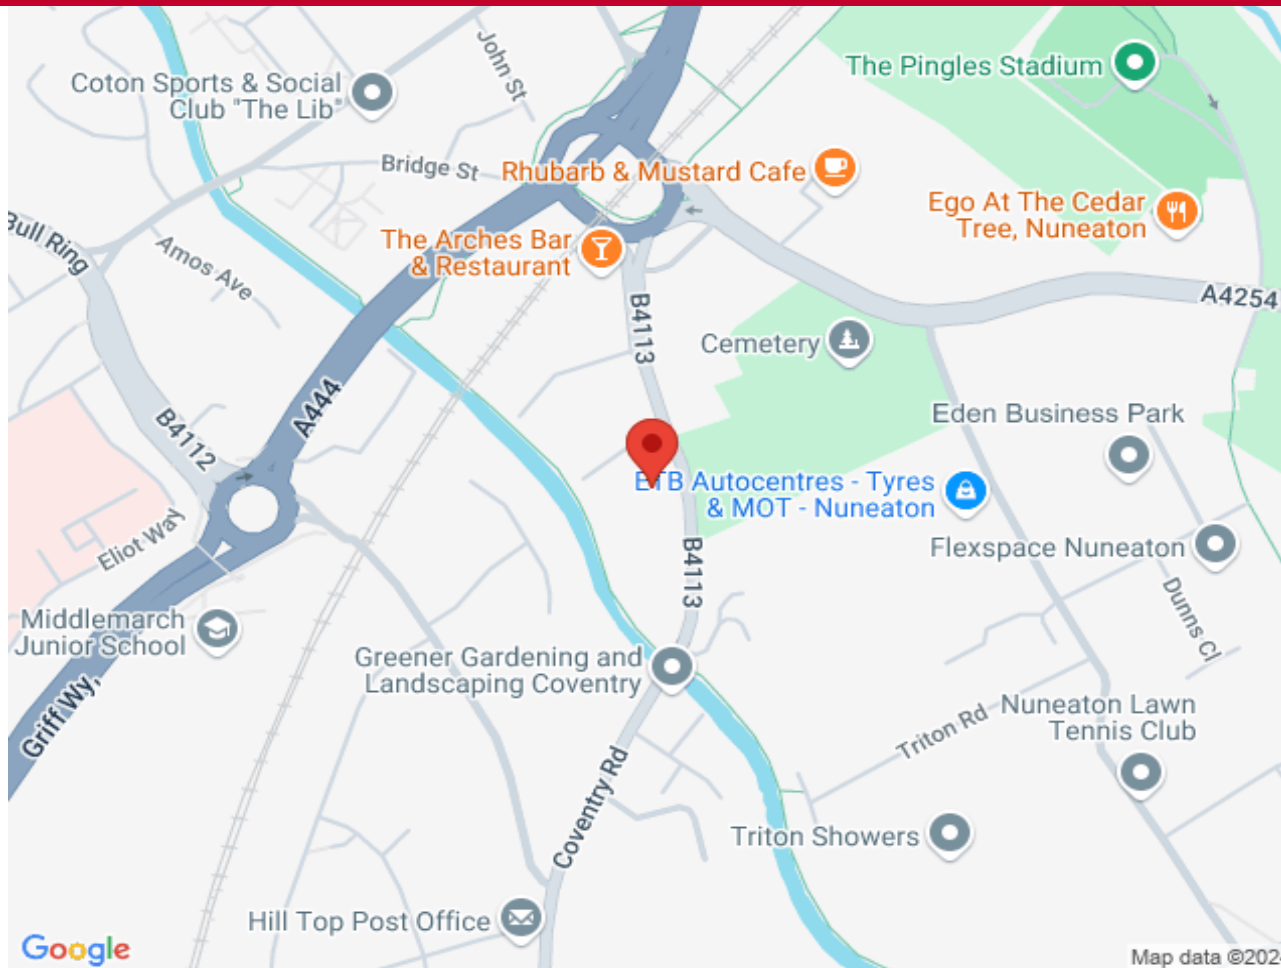 John St
Coton Sports & Social
Club "The Lib"
The Pingles Stadium
Bridge St
Rhubarb & Mustard Cafe
Ego At The Cedar
Tree, Nuneaton
Bull Ring
Amos Ave
The Arches Bar
& Restaurant
A4254
B4113
Cemetery
A444
B4112
Eden Business Park
ETB Autocentres - Tyres
& MOT - Nuneaton
Eliot Way
Flexspace Nuneaton
B4113
Dunns Cl
Middlemarch
Junior School
Greener Gardening and
Landscaping Coventry
Griff Wy,
Nuneaton Lawn
Tennis Club
Triton Rd
Coventry Rd
Triton Showers
Hill Top Post Office
Google
Map data ©202